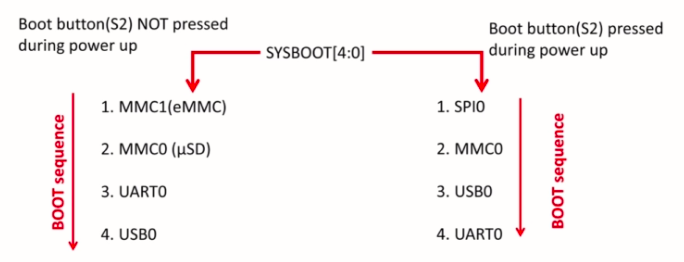 Boot button(S2) NOT pressed
during power up
Boot button(S2) pressed
during power up
SYSBOOT[4:0]
BOOT sequence
1. MMC1(eMMC)
2. MMC0 (µSD)
3. UART0
4. USB0
1. SPI0
2. MMC0
3. USB0
4. UART0
BOOT sequence